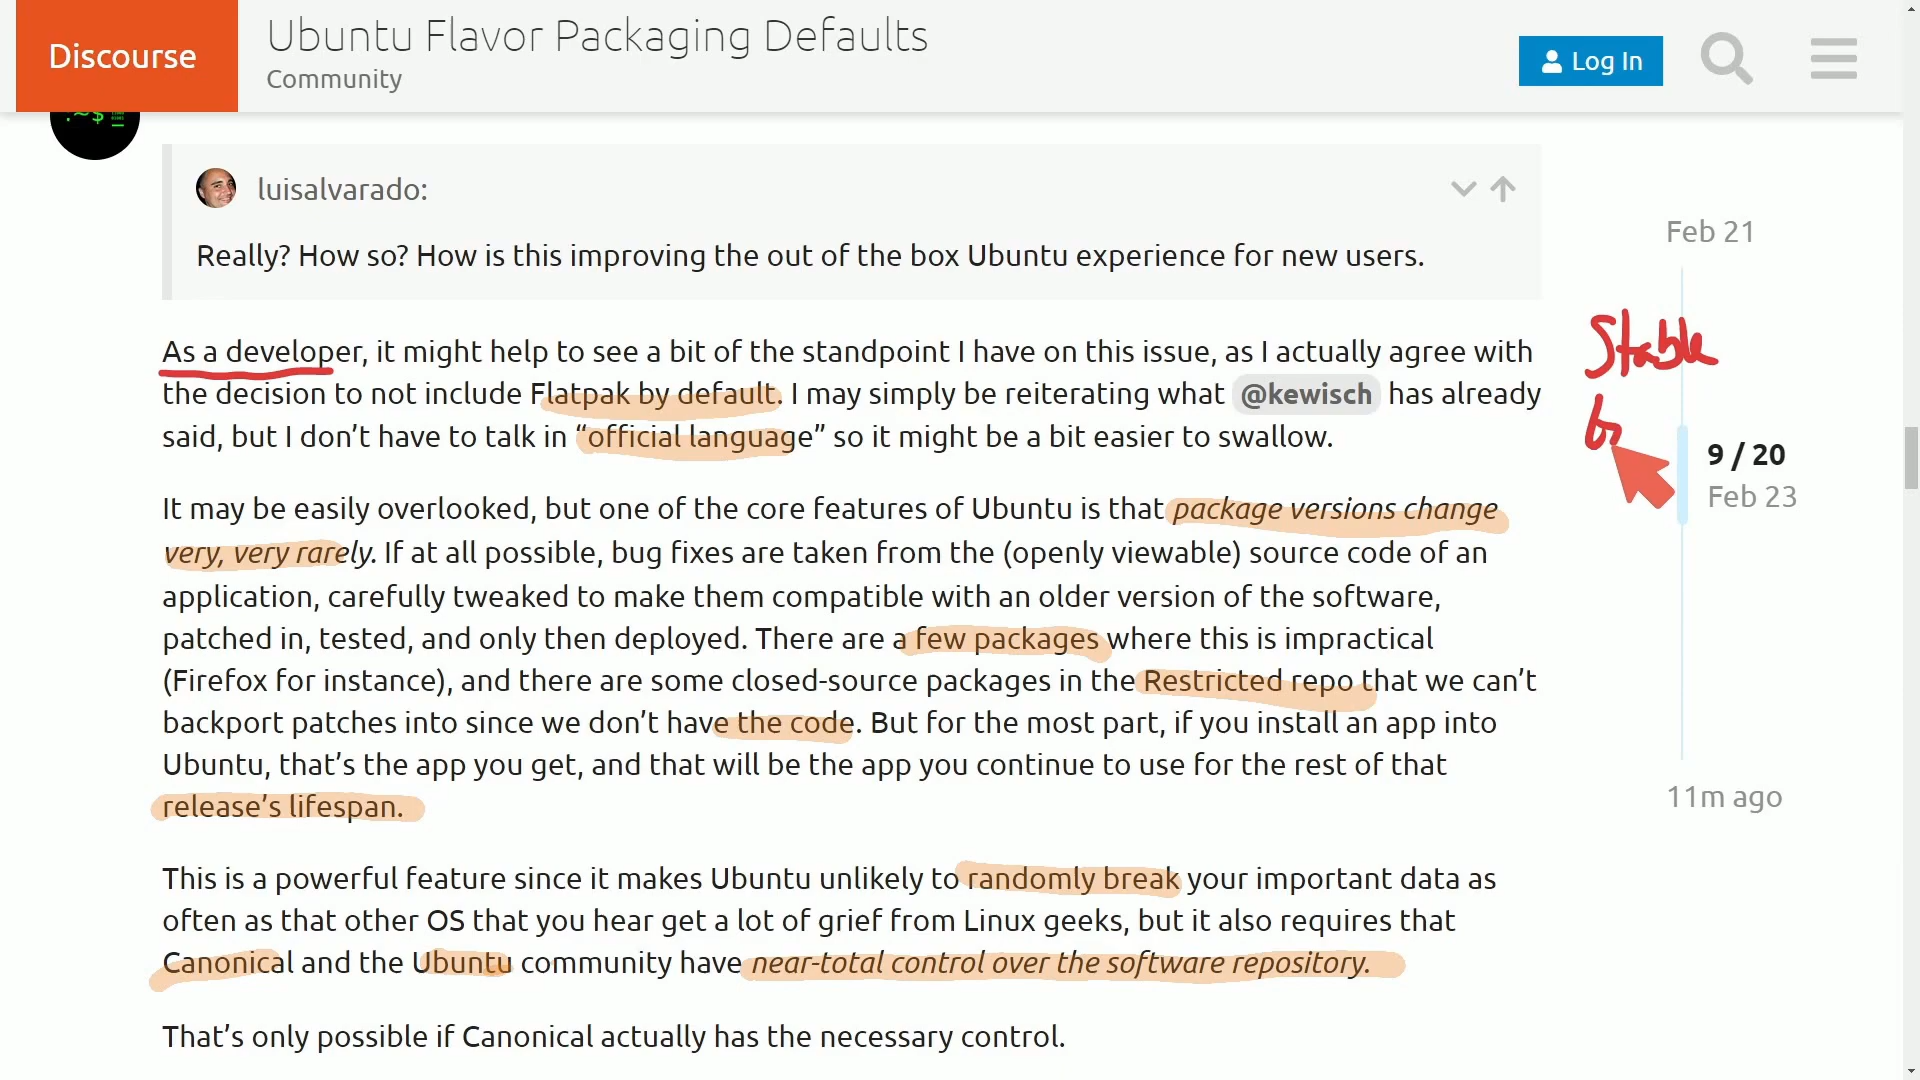 Discourse
Ubuntu Flavor Packaging Defaults
Community
Log In
luisalvarado:
Really? How so? How is this improving the out of the box Ubuntu experience for new users.
As a developer, it might help to see a bit of the standpoint I have on this issue, as I actually agree with
the decision to not include Flatpak by default. I may simply be reiterating what @kewisch has already
said, but I don’t have to talk in “official language” so it might be a bit easier to swallow.
It may be easily overlooked, but one of the core features of Ubuntu is that package versions change
very, very rarely. If at all possible, bug fixes are taken from the (openly viewable) source code of an
application, carefully tweaked to make them compatible with an older version of the software,
patched in, tested, and only then deployed. There are a few packages where this is impractical
(Firefox for instance), and there are some closed-source packages in the Restricted repo that we can’t
backport patches into since we don’t have the code. But for the most part, if you install an app into
Ubuntu, that’s the app you get, and that will be the app you continue to use for the rest of that
release’s lifespan.
This is a powerful feature since it makes Ubuntu unlikely to randomly break your important data as
often as that other OS that you hear get a lot of grief from Linux geeks, but it also requires that
Canonical and the Ubuntu community have near-total control over the software repository.
That’s only possible if Canonical actually has the necessary control.
Feb 21
Stable
9 / 20
Feb 23
11m ago